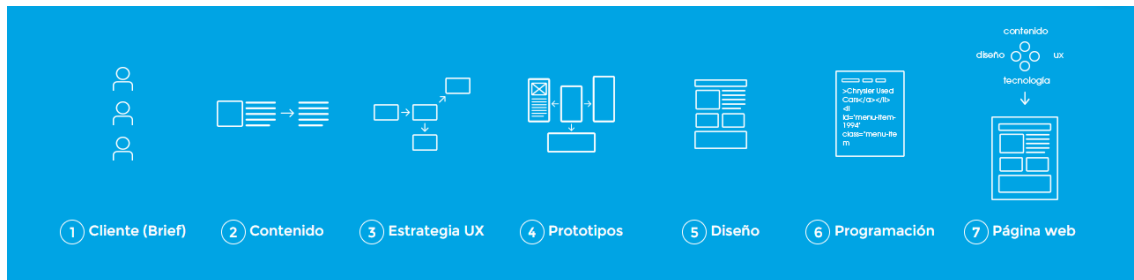 contenido
diseño
ux
tecnología
>Chrysler Used
Cars</a></li>
<li
id="menu-item-
1994"
class="menu-ite
m
1 Cliente (Brief)
2 Contenido
3 Estrategia UX
4 Prototipos
5 Diseño
6 Programación
7 Página web